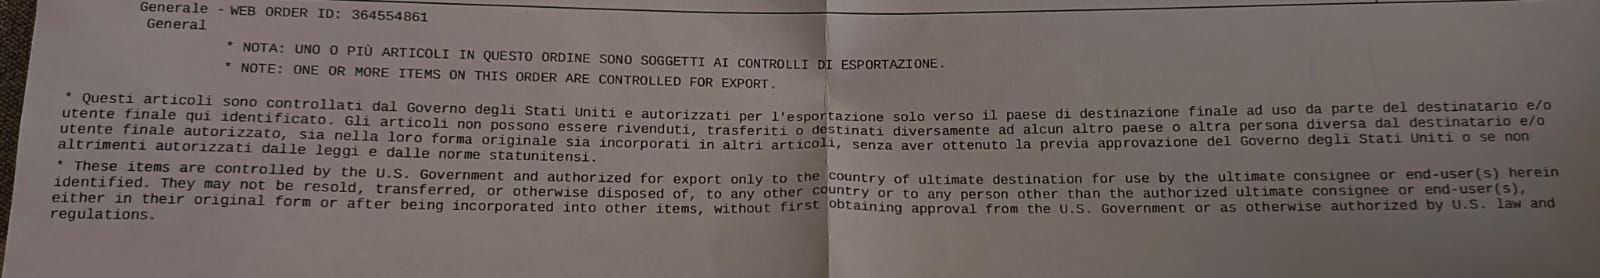 Generale - WEB ORDER ID: 364554861
General
* NOTA: UNO O PIÙ ARTICOLI IN QUESTO ORDINE SONO SOGGETTI AI CONTROLLI DI ESPORTAZIONE.
* NOTE: ONE OR MORE ITEMS ON THIS ORDER ARE CONTROLLED FOR EXPORT.
* Questi articoli sono controllati dal Governo degli Stati Uniti e autorizzati per l'esportazione solo verso il paese di destinazione finale ad uso da parte del destinatario e/o
utente finale qui identificato. Gli articoli non possono essere rivenduti, trasferiti o destinati diversamente ad alcun altro paese o altra persona diversa dal destinatario e/o
utente finale autorizzato, sia nella loro forma originale sia incorporati in altri articoli, senza aver ottenuto la previa approvazione del Governo degli Stati Uniti o se non
altrimenti autorizzati dalle leggi e dalle norme statunitensi.
* These items are controlled by the U.S. Government and authorized for export only to the country of ultimate destination for use by the ultimate consignee or end-user(s) herein
identified. They may not be resold, transferred, or otherwise disposed of, to any other country or to any person other than the authorized ultimate consignee or end-user(s),
either in their original form or after being incorporated into other items, without first obtaining approval from the U.S. Government or as otherwise authorized by U.S. law and
regulations.